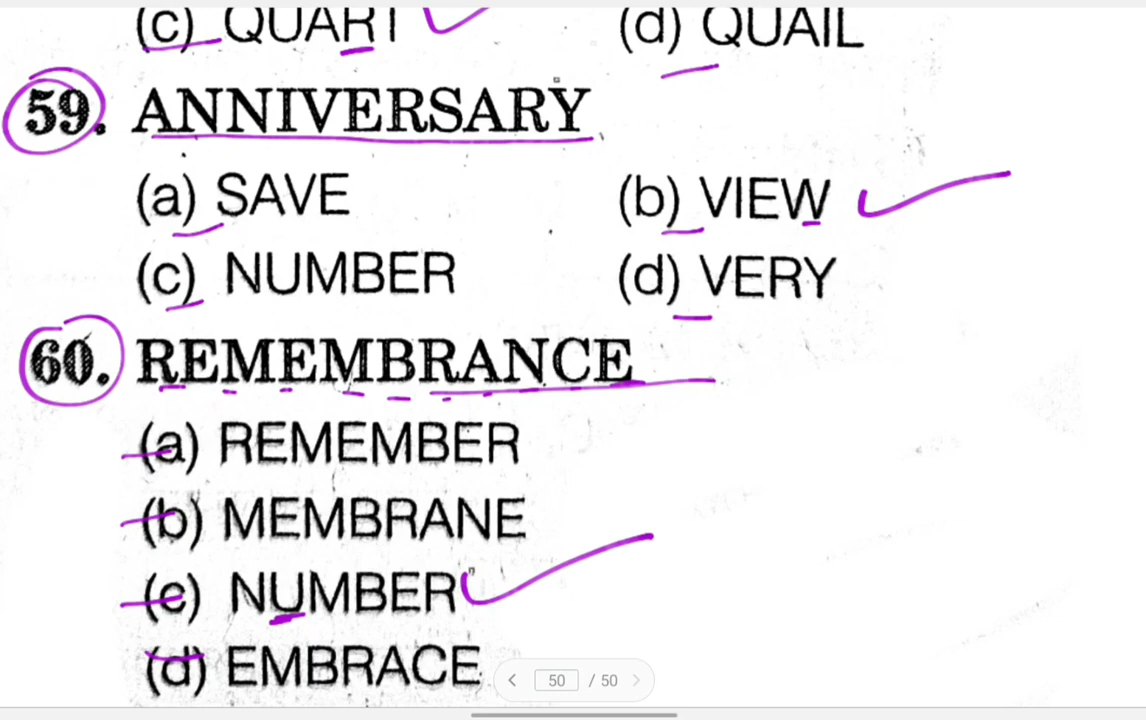 (c) QUART (d) QUAIL
59. ANNIVERSARY
(a) SAVE (b) VIEW
(c) NUMBER (d) VERY
60. REMEMBRANCE
(a) REMEMBER
(b) MEMBRANE
(c) NUMBER
(d) EMBRACE
< 50 / 50 >